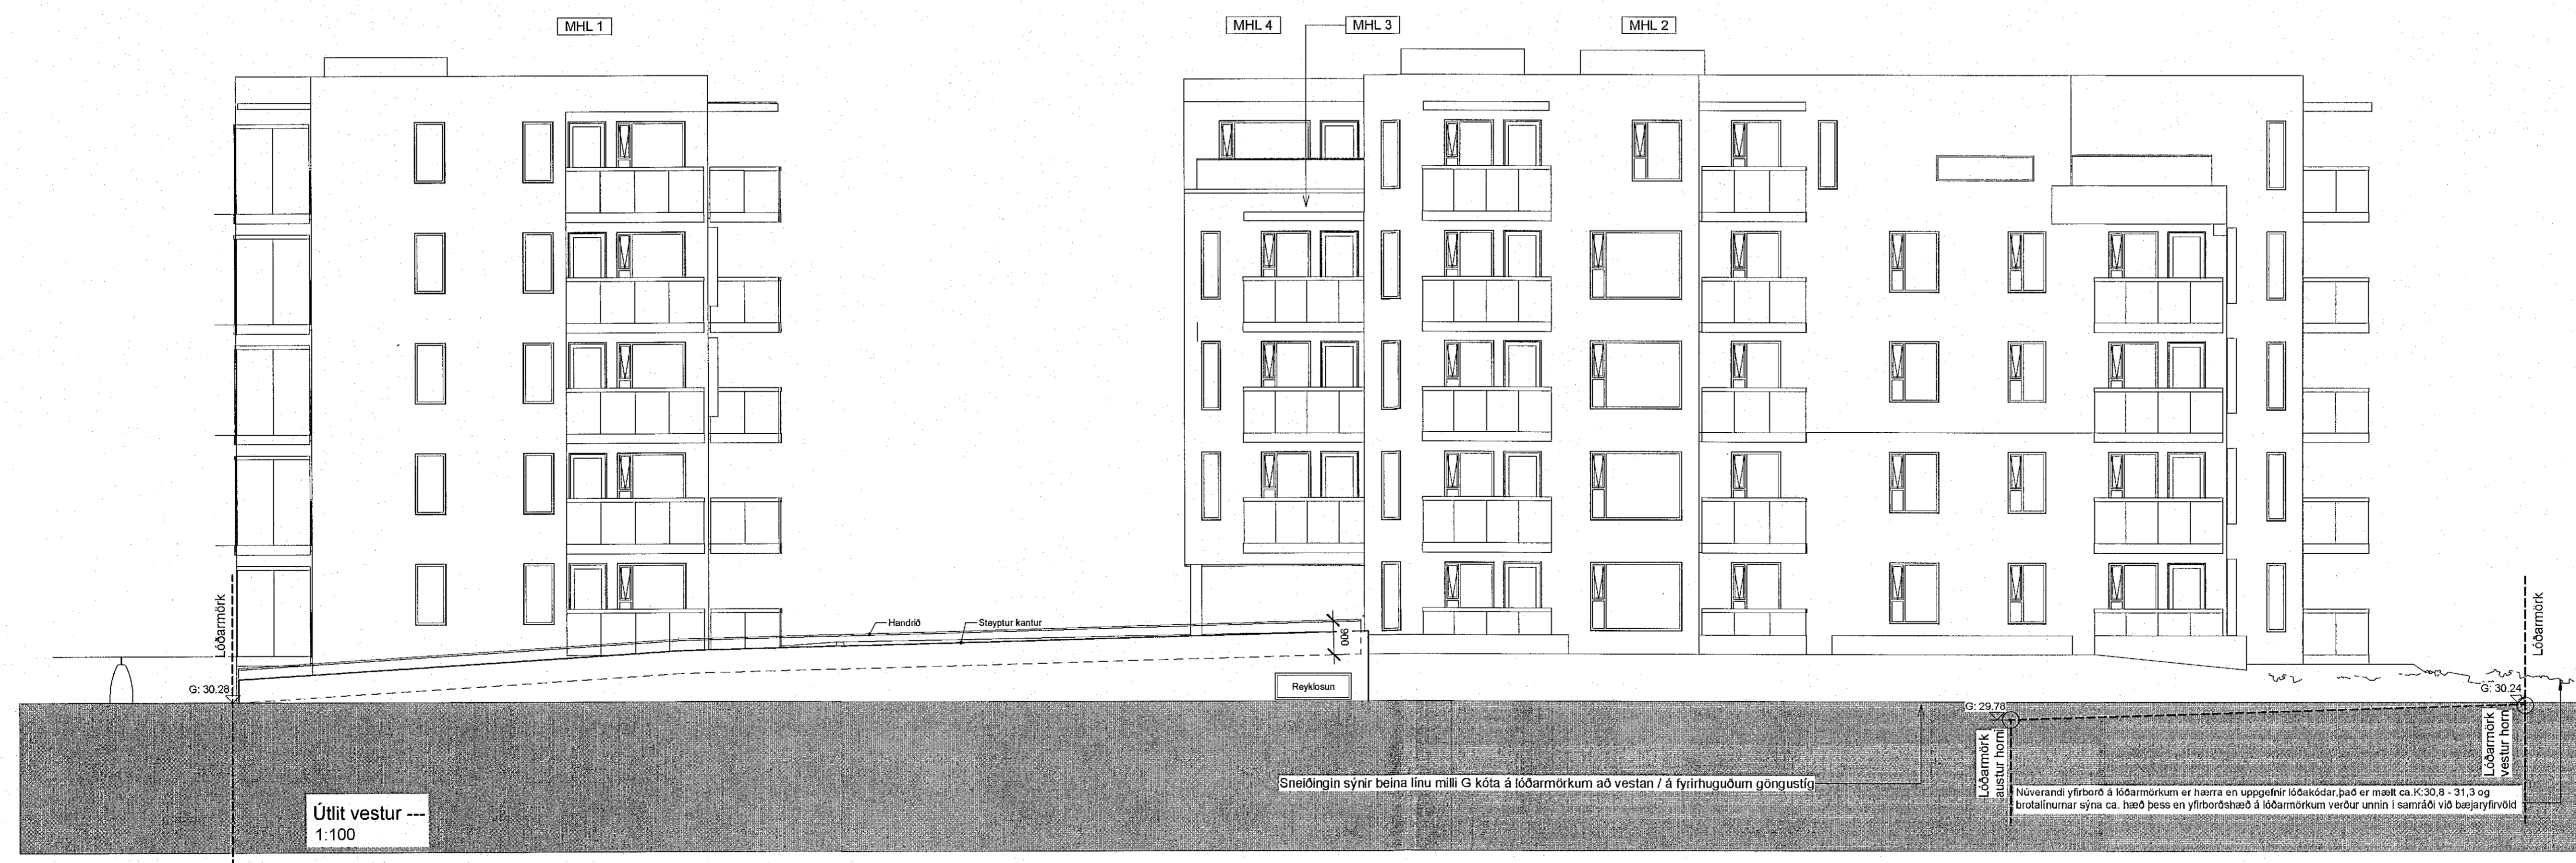 MHL 1
MHL 4
MHL 3
MHL 2
Lóðarmörk
G: 30.28
Handrið
Steyptur kantur
900
Reyklosun
Lóðarmörk
G: 30.24
G: 29.78
Lóðarmörk
austur horn
Lóðarmörk
vestur horn
Sneiðingin sýnir beina línu milli G kóta á lóðarmörkum að vestan / á fyrirhuguðum göngustíg
Núverandi yfirborð á lóðarmörkum er hærra en uppgefnir lóðakódar,það er mælt ca.K:30,8 - 31,3 og
brotalínurnar sýna ca. hæð þess en yfirborðshæð á lóðarmörkum verður unnin í samráði við bæjaryfirvöld
Útlit vestur ---
1:100